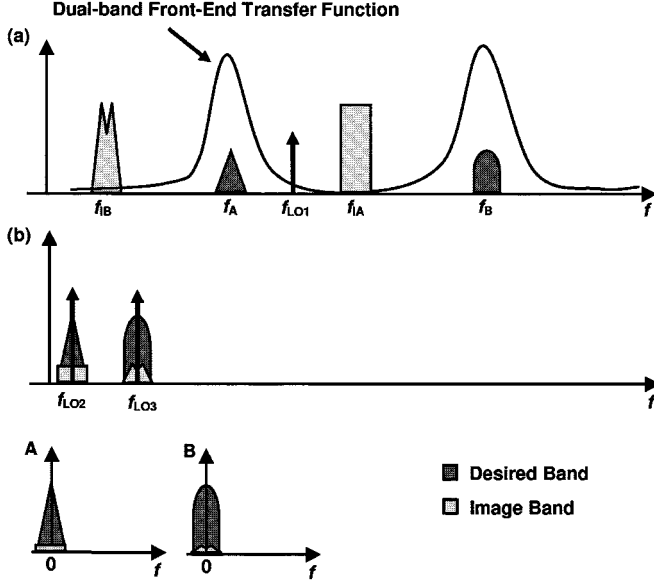 Dual-band Front-End Transfer Function
(a)
fIB fA fLO1 fIA fB f
(b)
fLO2 fLO3 f
A B
Desired Band
Image Band
0 f 0 f